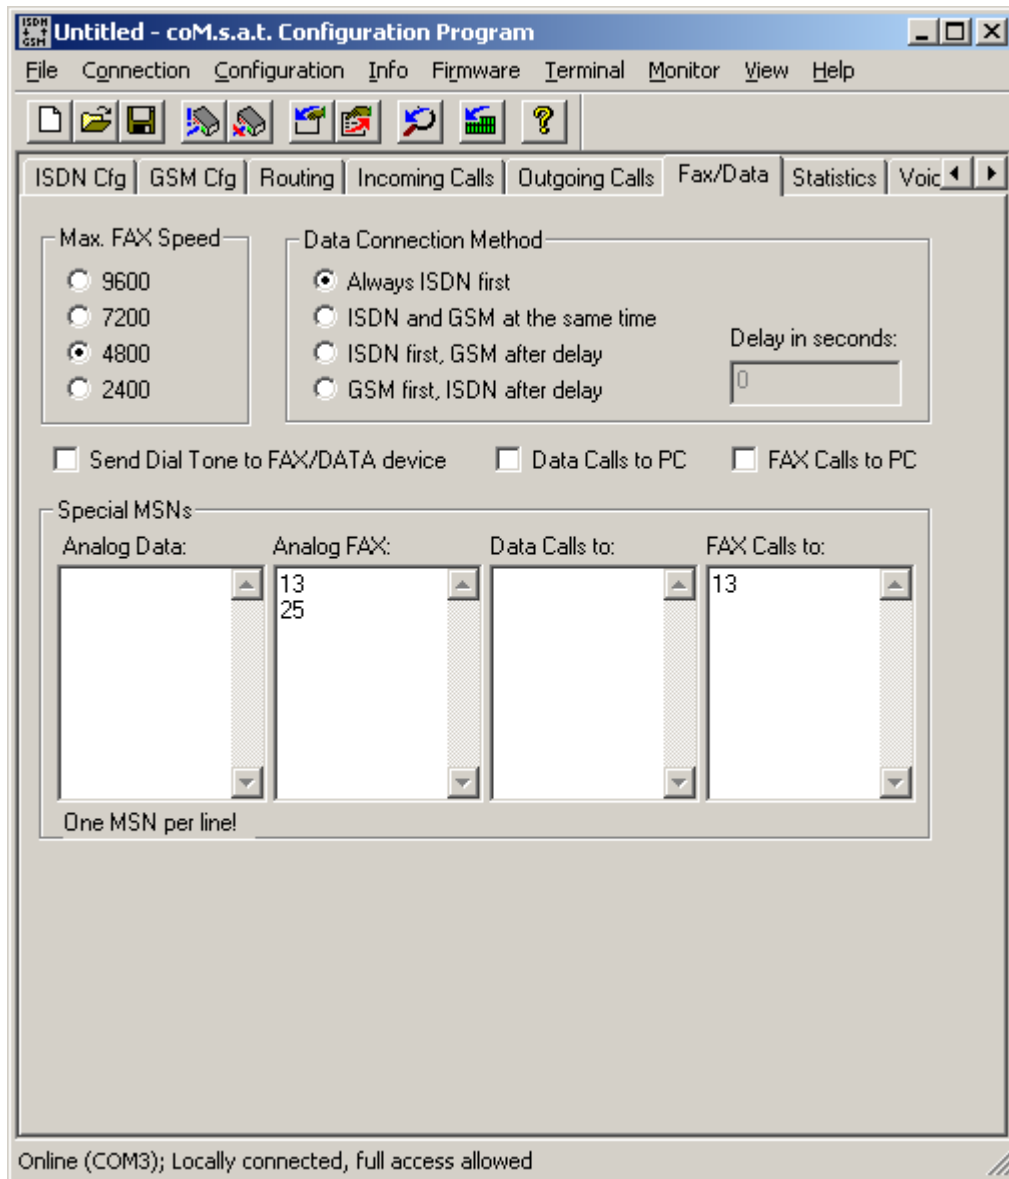 ISDN
GSM
Untitled - coM.s.a.t. Configuration Program
File Connection Configuration Info Firmware Terminal Monitor View Help
ISDN Cfg GSM Cfg Routing Incoming Calls Outgoing Calls Fax/Data Statistics Voic
Max. FAX Speed
9600
7200
4800
2400
Data Connection Method
Always ISDN first
ISDN and GSM at the same time
ISDN first, GSM after delay
GSM first, ISDN after delay
Delay in seconds:
0
Send Dial Tone to FAX/DATA device Data Calls to PC FAX Calls to PC
Special MSNs
Analog Data: Analog FAX: Data Calls to: FAX Calls to:
13 13
25
One MSN per line!
Online (COM3); Locally connected, full access allowed